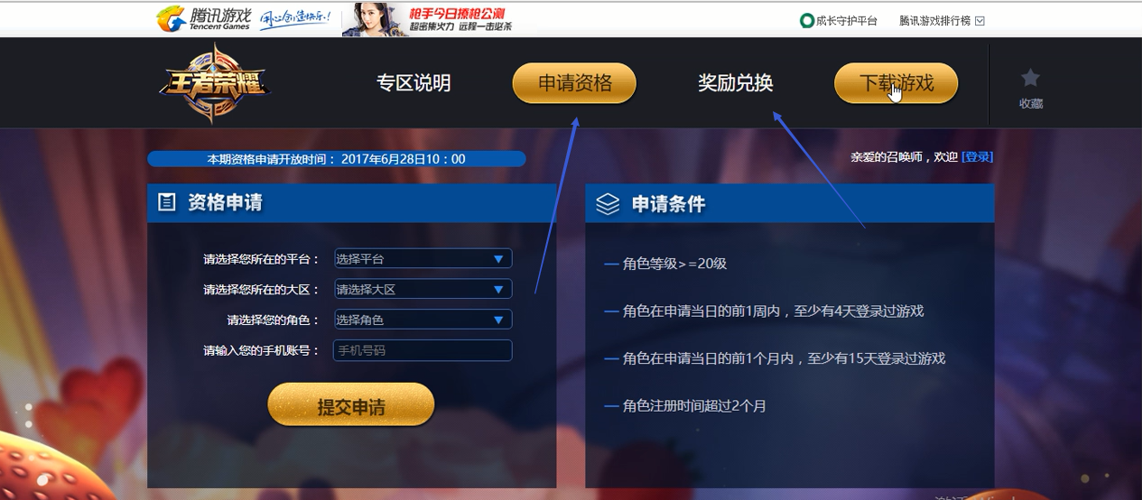 腾讯游戏
Tencent Games
用心创造快乐!
枪手今日揍枪公测
超密集火力 远程一击必杀
成长守护平台
腾讯游戏排行榜
王者荣耀
专区说明
申请资格
奖励兑换
下载游戏
收藏
本期资格申请开放时间： 2017年6月28日10：00
亲爱的召唤师，欢迎 [登录]
资格申请
请选择您所在的平台：
选择平台
请选择您所在的大区：
请选择大区
请选择您的角色：
选择角色
请输入您的手机账号：
手机号码
提交申请
申请条件
角色等级>=20级
角色在申请当日的前1周内，至少有4天登录过游戏
角色在申请当日的前1个月内，至少有15天登录过游戏
角色注册时间超过2个月